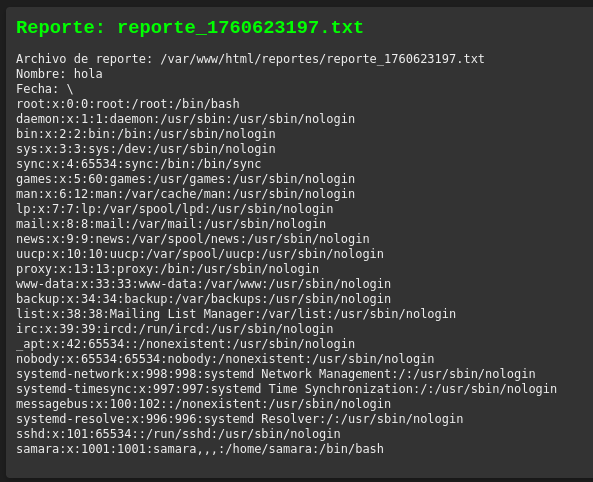 Reporte: reporte_1760623197.txt
Archivo de reporte: /var/www/html/reportes/reporte_1760623197.txt
Nombre: hola
Fecha: \
root:x:0:0:root:/root:/bin/bash
daemon:x:1:1:daemon:/usr/sbin:/usr/sbin/nologin
bin:x:2:2:bin:/bin:/usr/sbin/nologin
sys:x:3:3:sys:/dev:/usr/sbin/nologin
sync:x:4:65534:sync:/bin:/bin/sync
games:x:5:60:games:/usr/games:/usr/sbin/nologin
man:x:6:12:man:/var/cache/man:/usr/sbin/nologin
lp:x:7:7:lp:/var/spool/lpd:/usr/sbin/nologin
mail:x:8:8:mail:/var/mail:/usr/sbin/nologin
news:x:9:9:news:/var/spool/news:/usr/sbin/nologin
uucp:x:10:10:uucp:/var/spool/uucp:/usr/sbin/nologin
proxy:x:13:13:proxy:/bin:/usr/sbin/nologin
www-data:x:33:33:www-data:/var/www:/usr/sbin/nologin
backup:x:34:34:backup:/var/backups:/usr/sbin/nologin
list:x:38:38:Mailing List Manager:/var/list:/usr/sbin/nologin
irc:x:39:39:ircd:/run/ircd:/usr/sbin/nologin
_apt:x:42:65534::/nonexistent:/usr/sbin/nologin
nobody:x:65534:65534:nobody:/nonexistent:/usr/sbin/nologin
systemd-network:x:998:998:systemd Network Management:/:/usr/sbin/nologin
systemd-timesync:x:997:997:systemd Time Synchronization:/:/usr/sbin/nologin
messagebus:x:100:102::/nonexistent:/usr/sbin/nologin
systemd-resolve:x:996:996:systemd Resolver:/:/usr/sbin/nologin
sshd:x:101:65534::/run/sshd:/usr/sbin/nologin
samara:x:1001:1001:samara,,,:/home/samara:/bin/bash